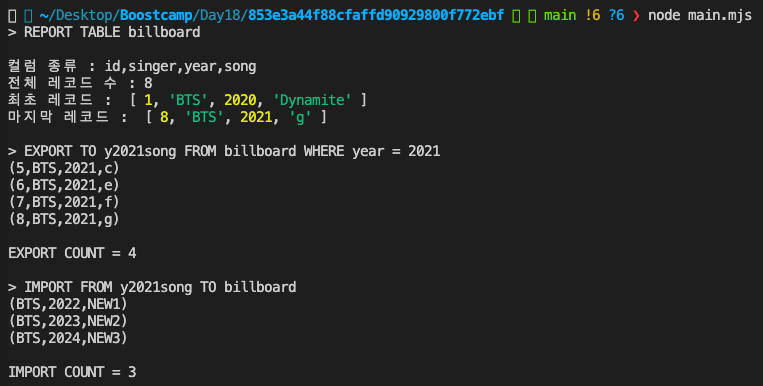 ~/Desktop/Boostcamp/Day18/853e3a44f88cfaffd90929800f772ebf main !6 ?6 ❯ node main.mjs
> REPORT TABLE billboard
컬럼 종류 : id,singer,year,song
전체 레코드 수 : 8
최초 레코드 :  [ 1, 'BTS', 2020, 'Dynamite' ]
마지막 레코드 :  [ 8, 'BTS', 2021, 'g' ]
> EXPORT TO y2021song FROM billboard WHERE year = 2021
(5,BTS,2021,c)
(6,BTS,2021,e)
(7,BTS,2021,f)
(8,BTS,2021,g)
EXPORT COUNT = 4
> IMPORT FROM y2021song TO billboard
(BTS,2022,NEW1)
(BTS,2023,NEW2)
(BTS,2024,NEW3)
IMPORT COUNT = 3